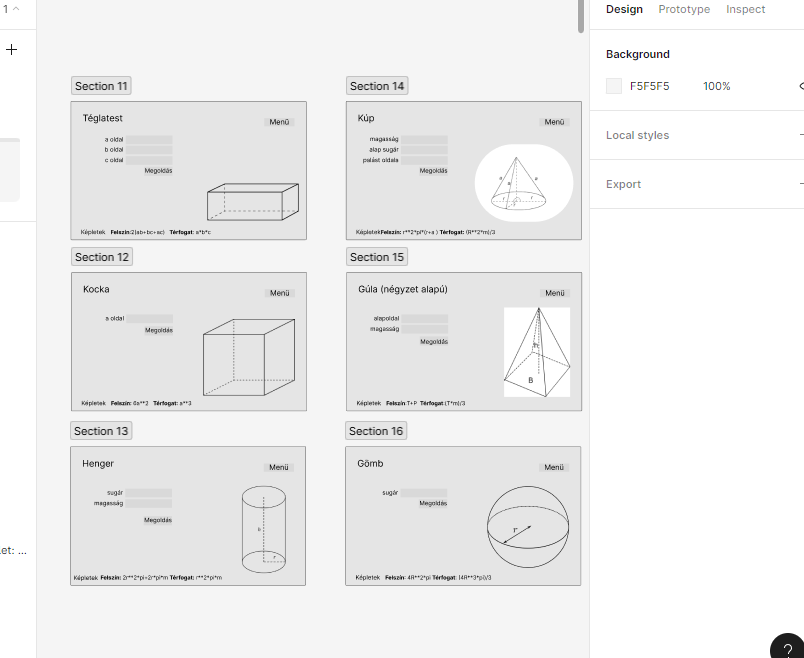 1
Design Prototype Inspect
Background
F5F5F5 100%
Local styles
Export
Section 11
Téglatest
Menü
a oldal
b oldal
c oldal
Megoldás
Képletek Felszín:2(ab+bc+ac) Térfogat: a*b*c
Section 14
Kúp
Menü
magasság
alap sugár
palást oldala
Megoldás
KépletekFelszín: r**2*pi*(r+a ) Térfogat: (R**2*m)/3
Section 12
Kocka
Menü
a oldal
Megoldás
Képletek Felszín: 6a**2 Térfogat: a**3
Section 15
Gúla (négyzet alapú)
Menü
alapoldal
magasság
Megoldás
h
B
Képletek Felszín:T+P Térfogat:(T*m)/3
Section 13
Henger
Menü
sugár
magasság
Megoldás
r
Képletek Felszín: 2r**2*pi+2r*pi*m Térfogat: r**2*pi*m
Section 16
Gömb
Menü
sugár
Megoldás
r
Képletek Felszín: 4R**2*pi Térfogat: (4R**3*pi)/3
et: ...
?